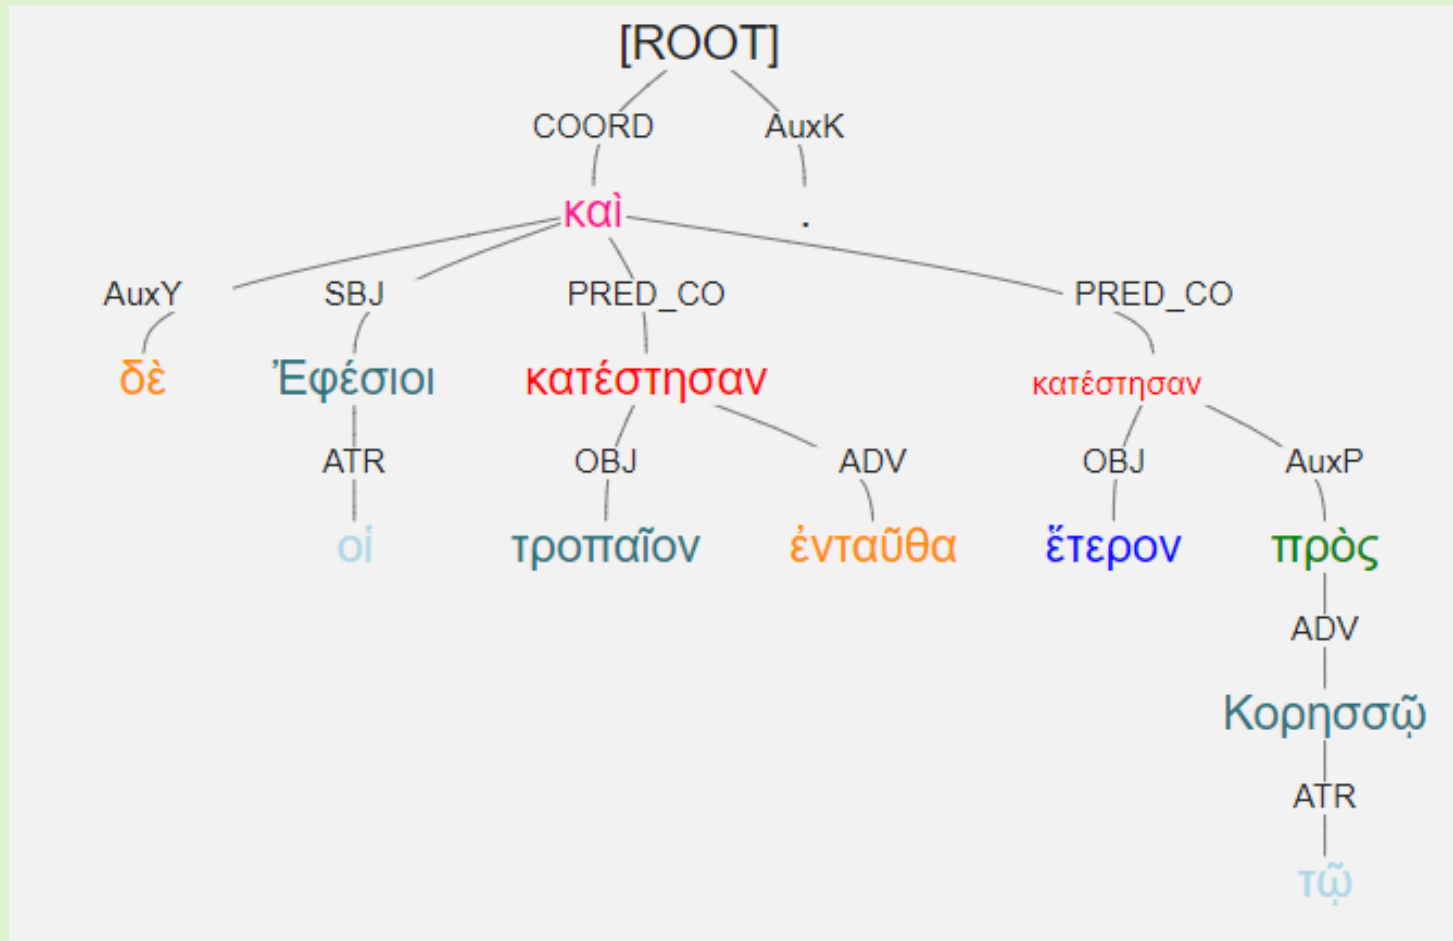 [ROOT]
COORD AuxK
καὶ .
AuxY SBJ PRED_CO PRED_CO
δὲ Ἐφέσιοι κατέστησαν κατέστησαν
ATR OBJ ADV OBJ AuxP
οἱ τροπαῖον ἐνταῦθα ἕτερον πρὸς
ADV
Κορησσῷ
ATR
τῷ